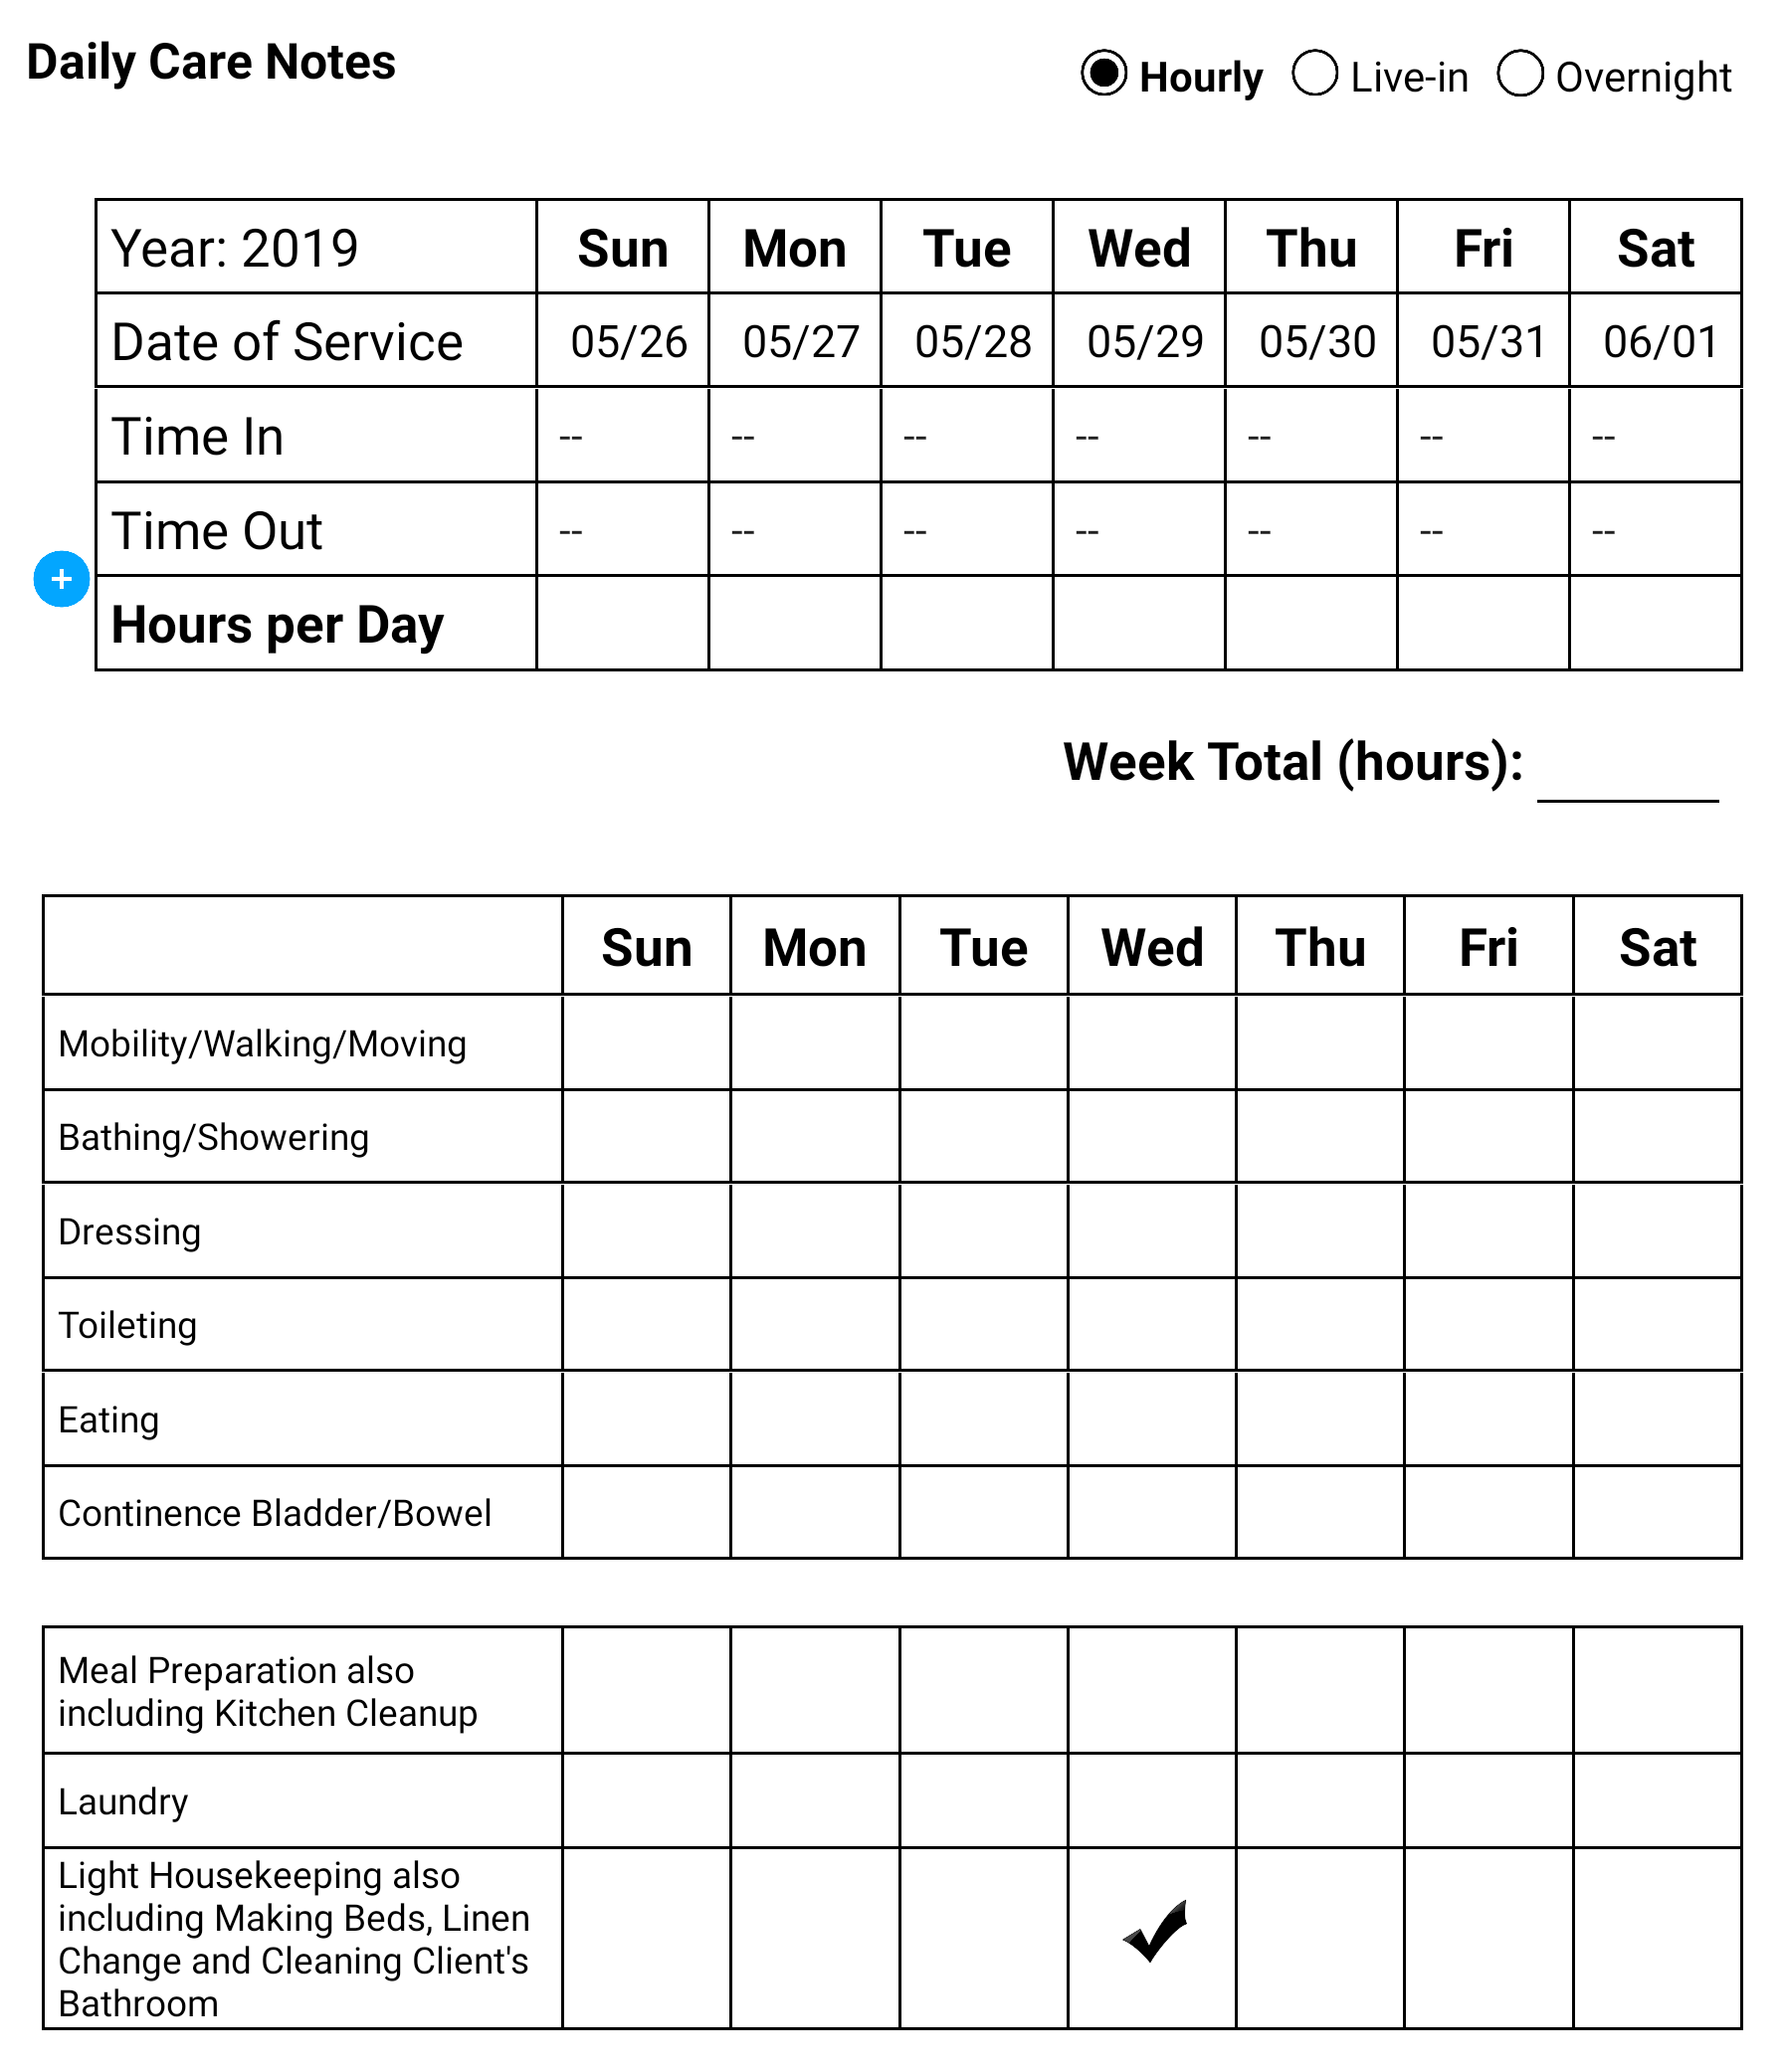 Daily Care Notes
Hourly Live-in Overnight
Year: 2019 Sun Mon Tue Wed Thu Fri Sat
Date of Service 05/26 05/27 05/28 05/29 05/30 05/31 06/01
Time In -- -- -- -- -- -- --
Time Out -- -- -- -- -- -- --
+
Hours per Day
Week Total (hours):
Sun Mon Tue Wed Thu Fri Sat
Mobility/Walking/Moving
Bathing/Showering
Dressing
Toileting
Eating
Continence Bladder/Bowel
Meal Preparation also
including Kitchen Cleanup
Laundry
Light Housekeeping also
including Making Beds, Linen
Change and Cleaning Client's
Bathroom